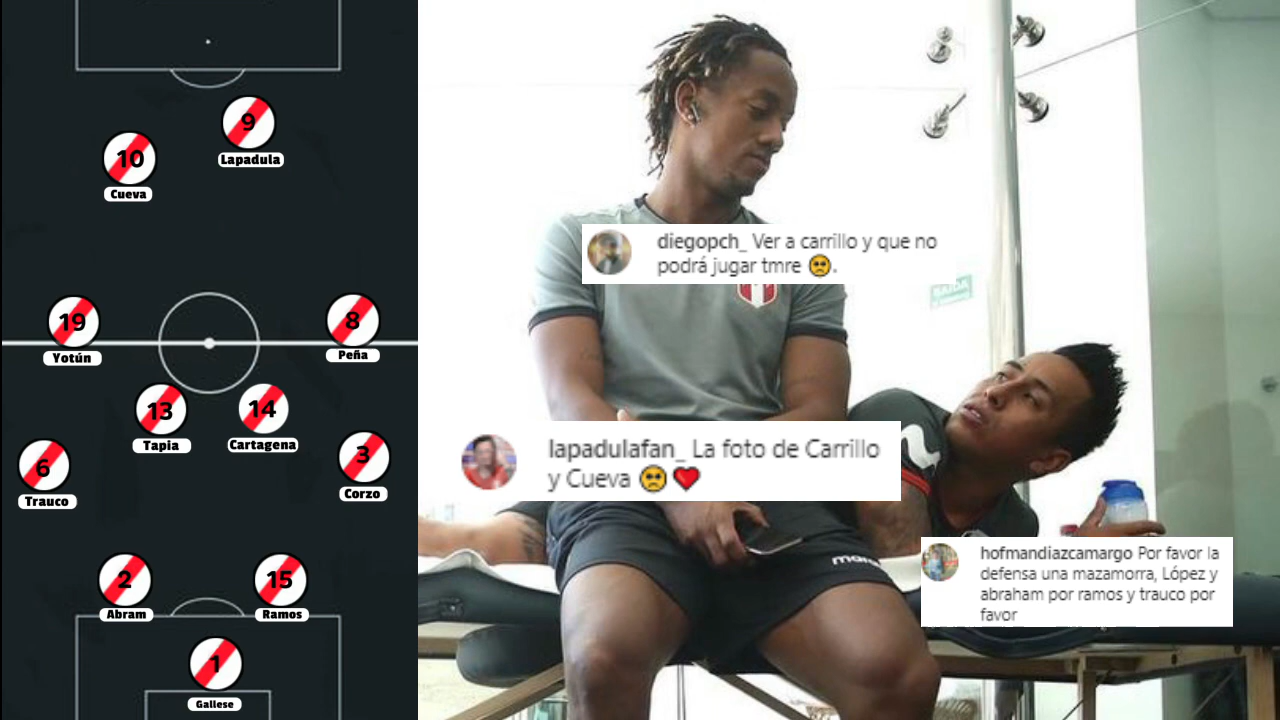 9
Lapadula
10
Cueva
19
Yotún
8
Peña
13
Tapia
14
Cartagena
6
Trauco
3
Corzo
2
Abram
15
Ramos
1
Gallese
diegopch_ Ver a carrillo y que no
podrá jugar tmre 🥺.
SAÍDA
lapadulafan_ La foto de Carrillo
y Cueva 🥺❤️
hofmandiazcamargo Por favor la
defensa una mazamorra, López y
abraham por ramos y trauco por
favor